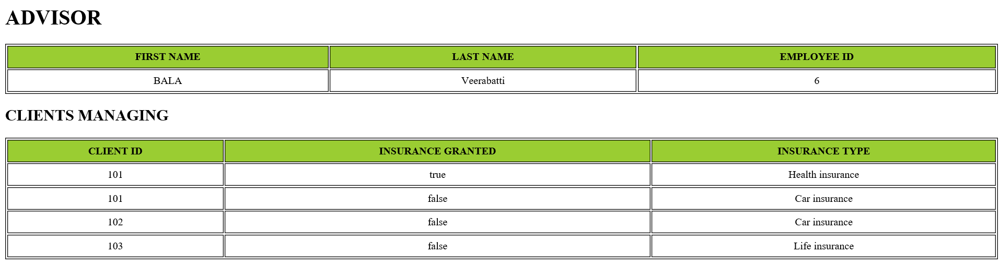 ADVISOR
FIRST NAME LAST NAME EMPLOYEE ID
BALA Veerabatti 6
CLIENTS MANAGING
CLIENT ID INSURANCE GRANTED INSURANCE TYPE
101 true Health insurance
101 false Car insurance
102 false Car insurance
103 false Life insurance